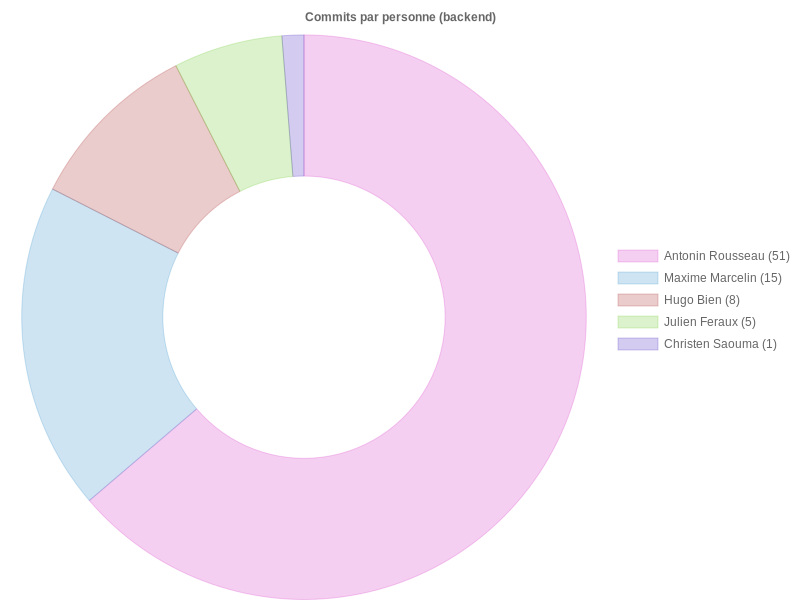 Commits par personne (backend)
Antonin Rousseau (51)
Maxime Marcelin (15)
Hugo Bien (8)
Julien Feraux (5)
Christen Saouma (1)